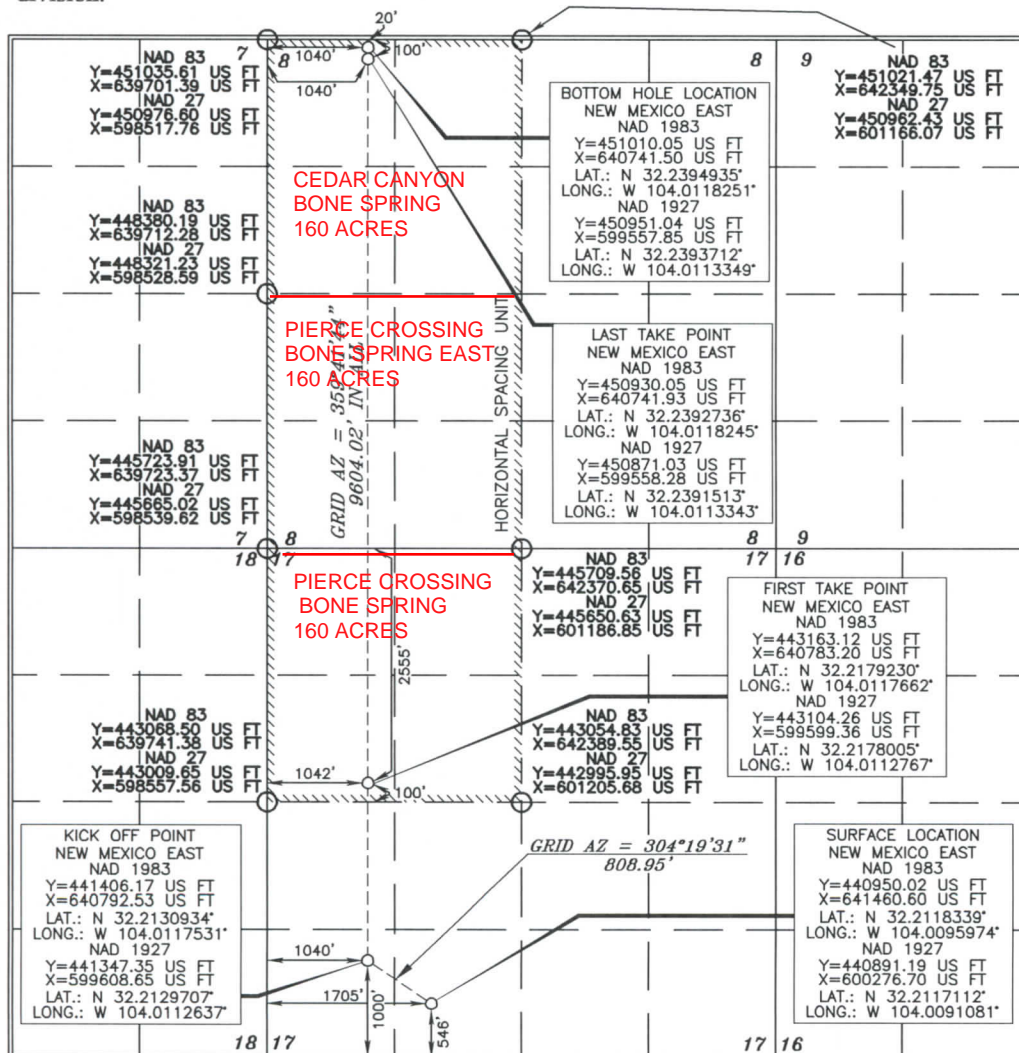 DIVISION.
20'
1040'
100'
1040'
7
8
8
9
NAD 83
Y=451035.61 US FT
X=639701.39 US FT
NAD 27
Y=450976.60 US FT
X=598517.76 US FT
NAD 83
Y=451021.47 US FT
X=642349.75 US FT
NAD 27
Y=450962.43 US FT
X=601166.07 US FT
BOTTOM HOLE LOCATION
NEW MEXICO EAST
NAD 1983
Y=451010.05 US FT
X=640741.50 US FT
LAT.: N 32.2394935°
LONG.: W 104.0118251°
NAD 1927
Y=450951.04 US FT
X=599557.85 US FT
LAT.: N 32.2393712°
LONG.: W 104.0113349°
CEDAR CANYON
BONE SPRING
160 ACRES
NAD 83
Y=448380.19 US FT
X=639712.28 US FT
NAD 27
Y=448321.23 US FT
X=598528.59 US FT
PIERCE CROSSING
BONE SPRING EAST
160 ACRES
GRID AZ = 359°41'44"
9604.02' IN ALL
HORIZONTAL SPACING UNIT
LAST TAKE POINT
NEW MEXICO EAST
NAD 1983
Y=450930.05 US FT
X=640741.93 US FT
LAT.: N 32.2392736°
LONG.: W 104.0118245°
NAD 1927
Y=450871.03 US FT
X=599558.28 US FT
LAT.: N 32.2391513°
LONG.: W 104.0113343°
NAD 83
Y=445723.91 US FT
X=639723.37 US FT
NAD 27
Y=445665.02 US FT
X=598539.62 US FT
7
8
18
17
8
9
17
16
PIERCE CROSSING
BONE SPRING
160 ACRES
2555'
NAD 83
Y=445709.56 US FT
X=642370.65 US FT
NAD 27
Y=445650.63 US FT
X=601186.85 US FT
FIRST TAKE POINT
NEW MEXICO EAST
NAD 1983
Y=443163.12 US FT
X=640783.20 US FT
LAT.: N 32.2179230°
LONG.: W 104.0117662°
NAD 1927
Y=443104.26 US FT
X=599599.36 US FT
LAT.: N 32.2178005°
LONG.: W 104.0112767°
NAD 83
Y=443068.50 US FT
X=639741.38 US FT
NAD 27
Y=443009.65 US FT
X=598557.56 US FT
1042'
100'
NAD 83
Y=443054.83 US FT
X=642389.55 US FT
NAD 27
Y=442995.95 US FT
X=601205.68 US FT
KICK OFF POINT
NEW MEXICO EAST
NAD 1983
Y=441406.17 US FT
X=640792.53 US FT
LAT.: N 32.2130934°
LONG.: W 104.0117531°
NAD 1927
Y=441347.35 US FT
X=599608.65 US FT
LAT.: N 32.2129707°
LONG.: W 104.0112637°
GRID AZ = 304°19'31"
808.95'
SURFACE LOCATION
NEW MEXICO EAST
NAD 1983
Y=440950.02 US FT
X=641460.60 US FT
LAT.: N 32.2118339°
LONG.: W 104.0095974°
NAD 1927
Y=440891.19 US FT
X=600276.70 US FT
LAT.: N 32.2117112°
LONG.: W 104.0091081°
1040'
1705'
1000'
546'
18
17
17
16